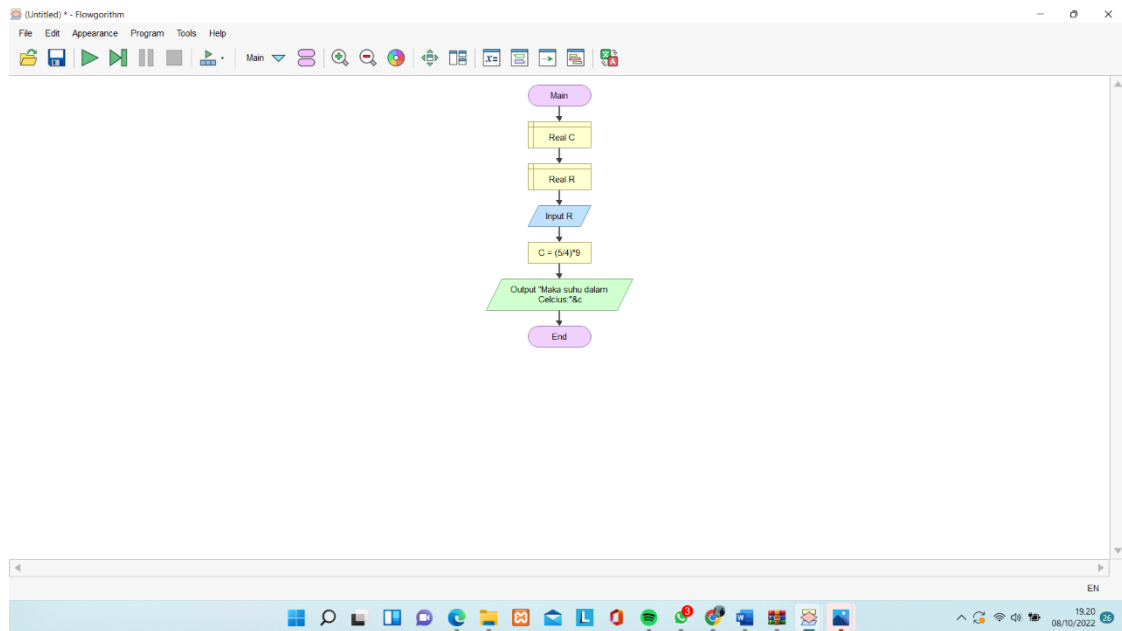 (Untitled) * - Flowgorithm
File Edit Appearance Program Tools Help
Main
Main
Real C
Real R
Input R
C = (5/4)*9
Output "Maka suhu dalam
Celcius:"&c
End
EN
19.20
08/10/2022
26
3